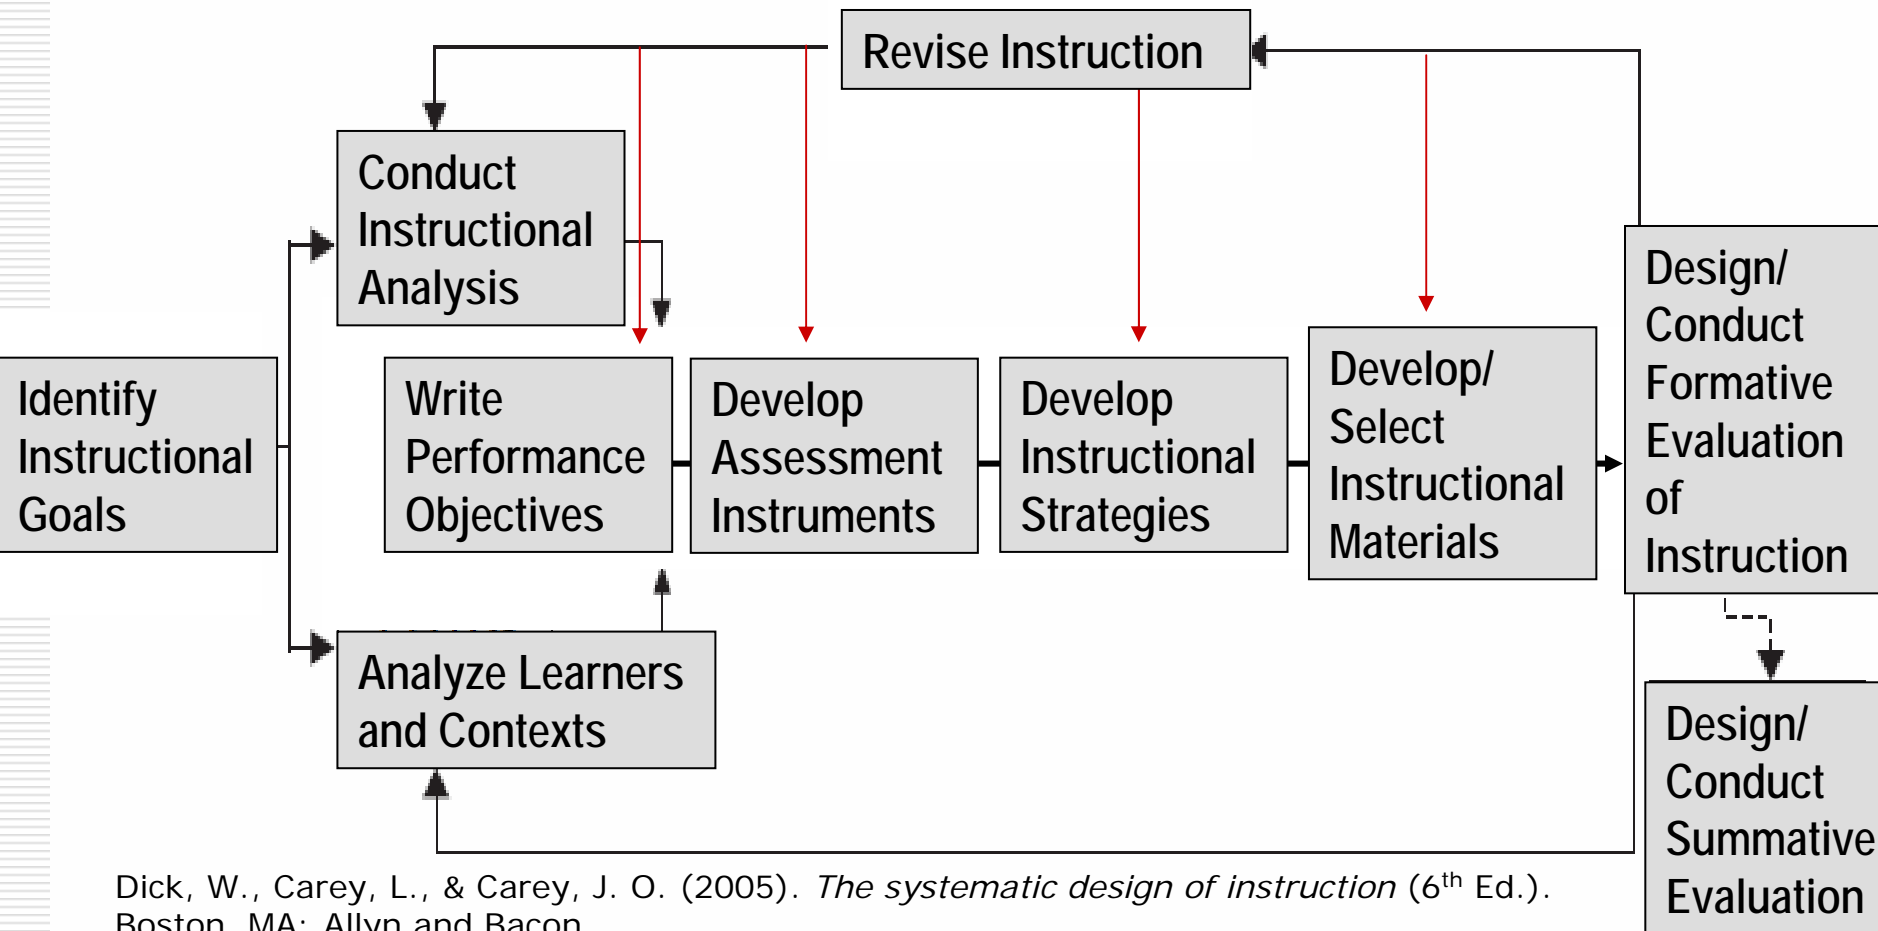 Revise Instruction
Conduct
Instructional
Analysis
Identify
Instructional
Goals
Write
Performance
Objectives
Develop
Assessment
Instruments
Develop
Instructional
Strategies
Develop/
Select
Instructional
Materials
Design/
Conduct
Formative
Evaluation
of
Instruction
Analyze Learners
and Contexts
Design/
Conduct
Summative
Evaluation
Dick, W., Carey, L., & Carey, J. O. (2005). The systematic design of instruction (6th Ed.).
Boston, MA: Allyn and Bacon